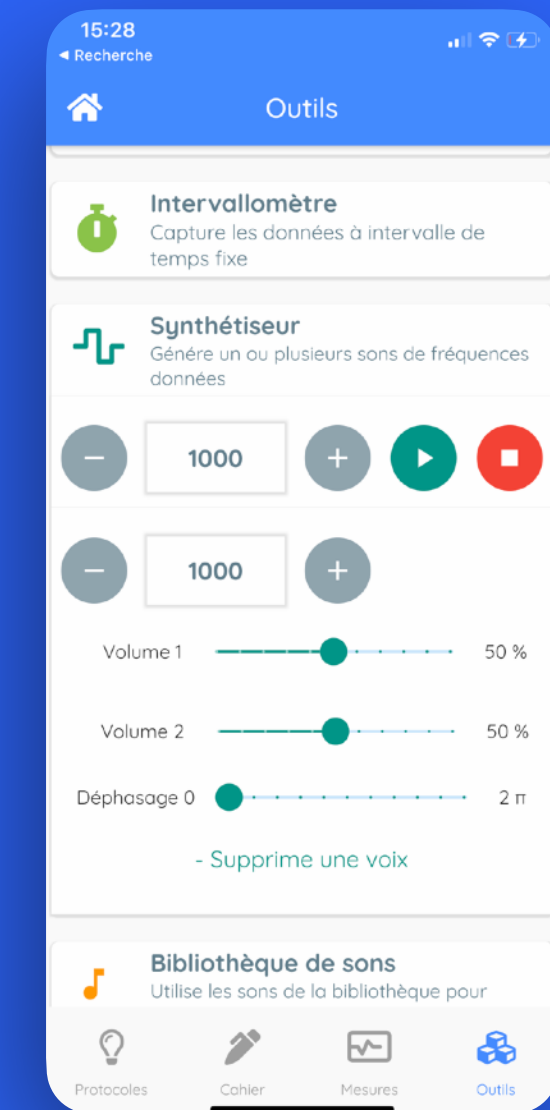 15:28
◀ Recherche
Outils
Intervallomètre
Capture les données à intervalle de
temps fixe
Synthétiseur
Génére un ou plusieurs sons de fréquences
données
− 1000 +
− 1000 +
Volume 1 50 %
Volume 2 50 %
Déphasage 0 2 π
- Supprime une voix
Bibliothèque de sons
Utilise les sons de la bibliothèque pour
Protocoles Cahier Mesures Outils